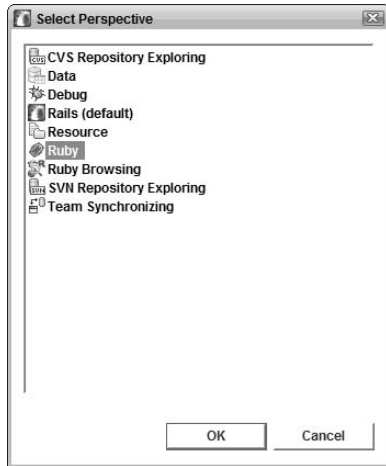 Select Perspective
CVS Repository Exploring
Data
Debug
Rails (default)
Resource
Ruby
Ruby Browsing
SVN Repository Exploring
Team Synchronizing
OK Cancel